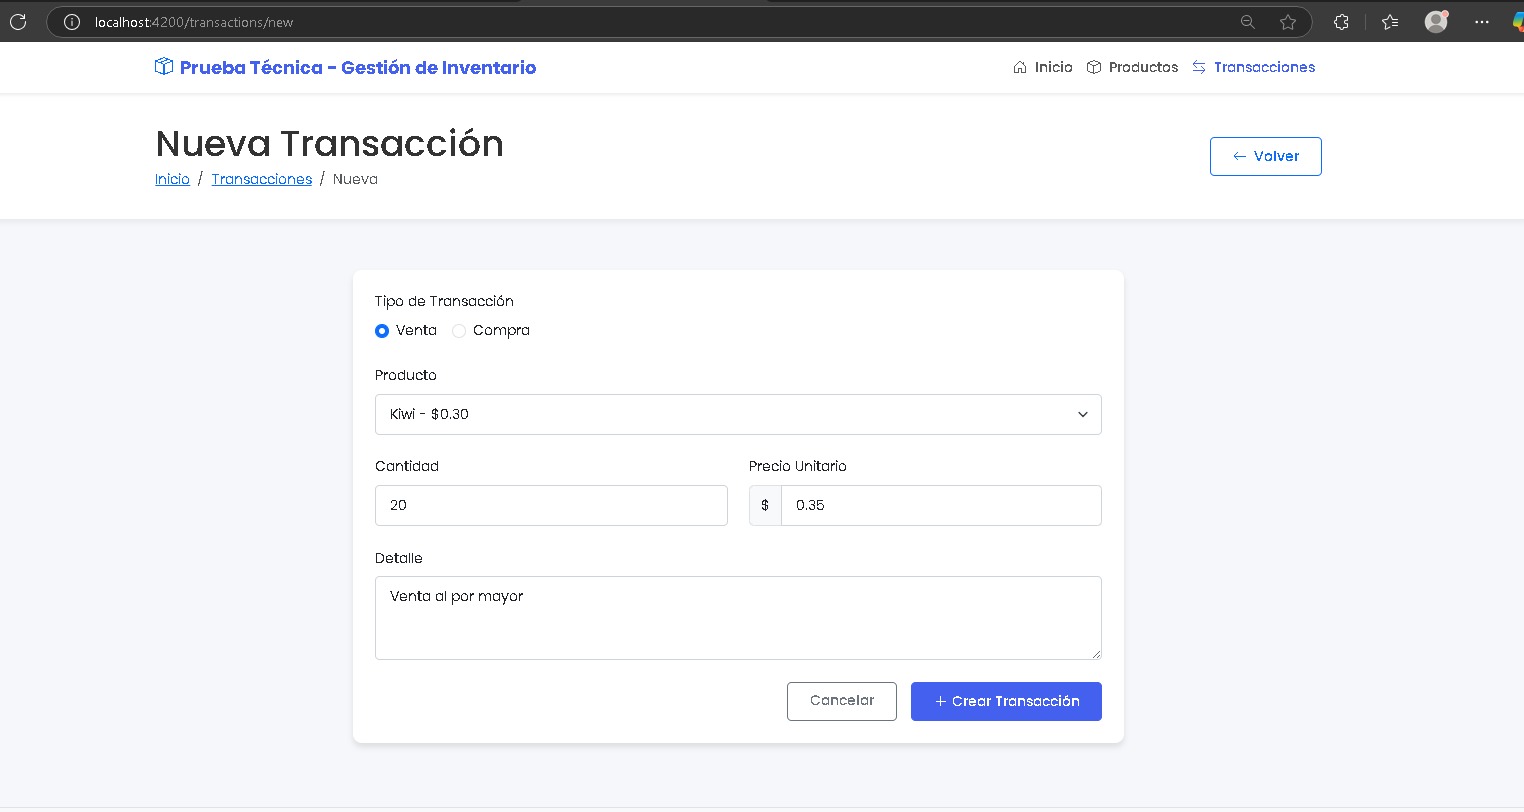 localhost:4200/transactions/new
Prueba Técnica - Gestión de Inventario
Inicio
Productos
Transacciones
Nueva Transacción
Inicio / Transacciones / Nueva
← Volver
Tipo de Transacción
Venta
Compra
Producto
Kiwi - $0.30
Cantidad
Precio Unitario
20
$ 0.35
Detalle
Venta al por mayor
Cancelar
+ Crear Transacción